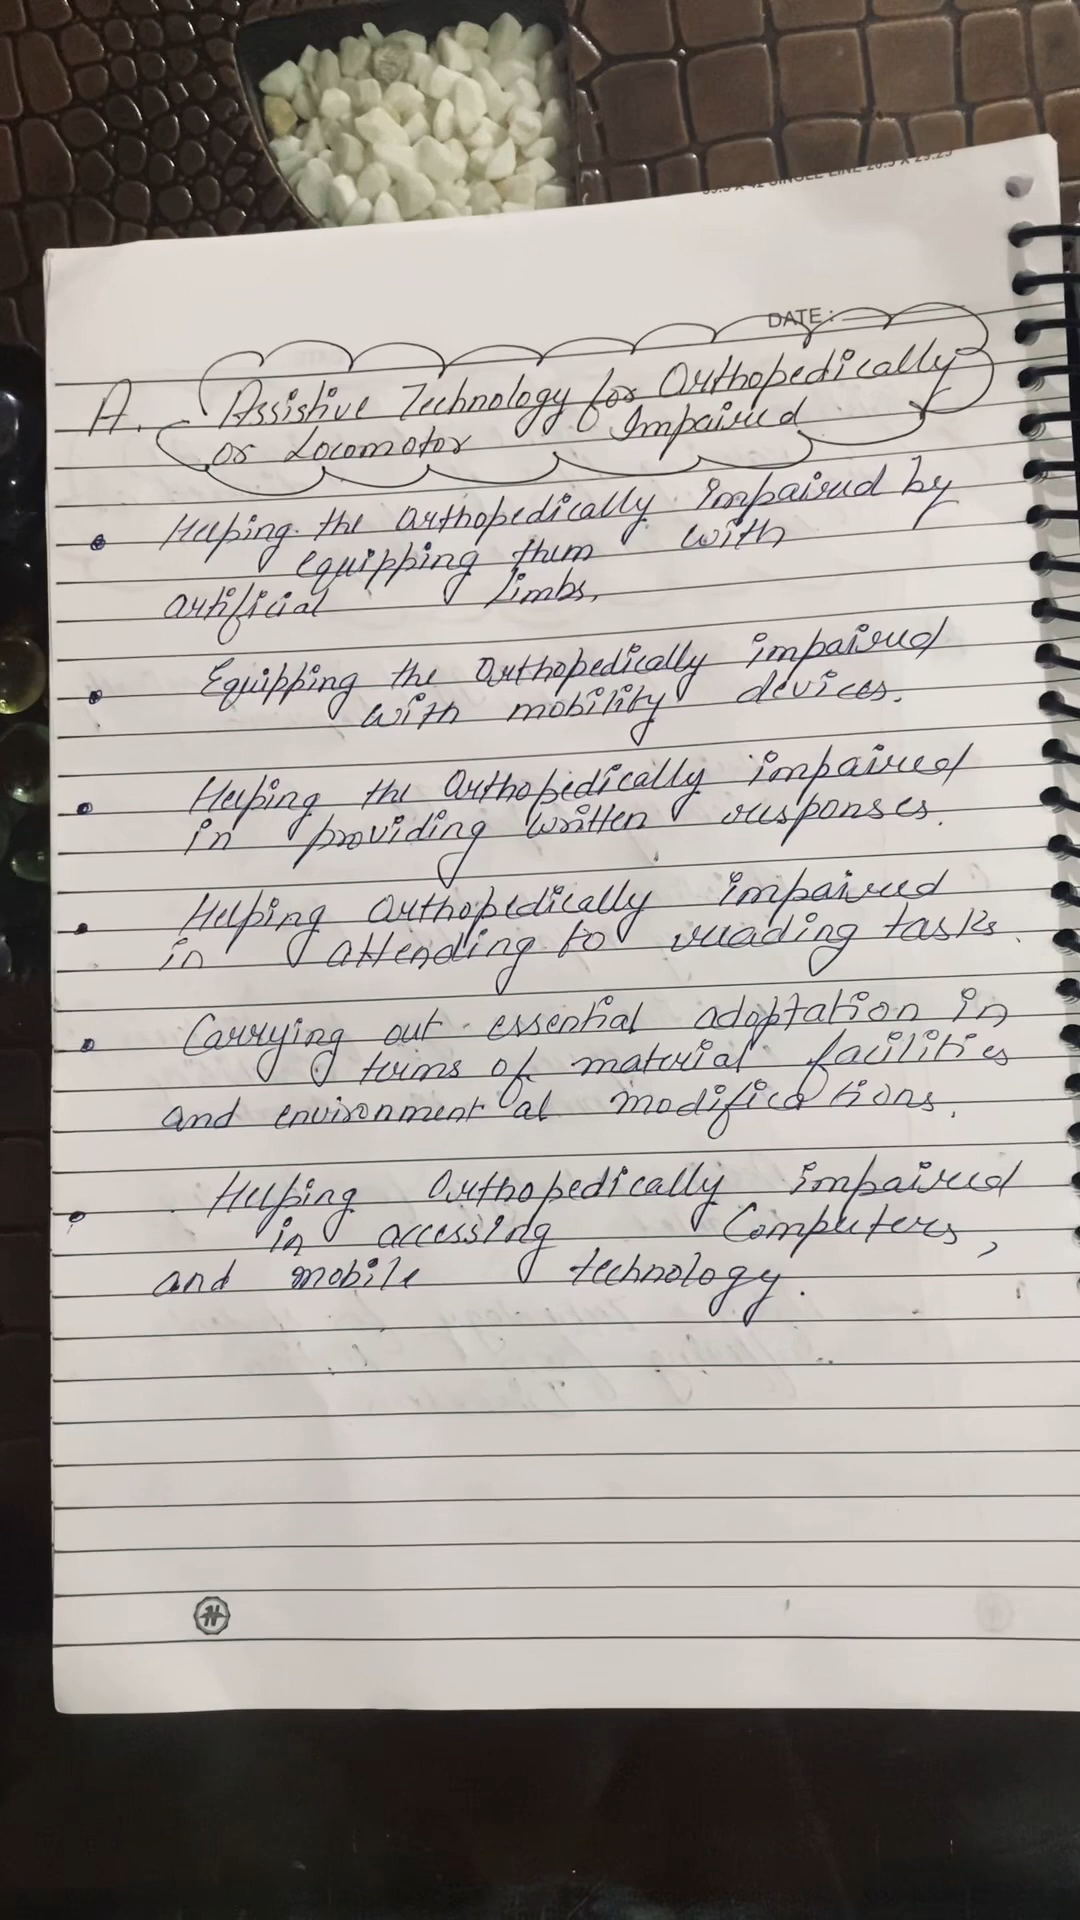 DATE:
A. Assistive Technology for Orthopedically
or Locomotor Impaired
• Helping the Orthopedically impaired by
equipping them with
artificial limbs.
• Equipping the Orthopedically impaired
with mobility devices.
• Helping the Orthopedically impaired
in providing written responses.
• Helping Orthopedically impaired
in attending to reading tasks.
• Carrying out essential adoptation in
terms of material facilities
and environmental modifications.
• Helping Orthopedically impaired
in accessing Computers,
and mobile technology.